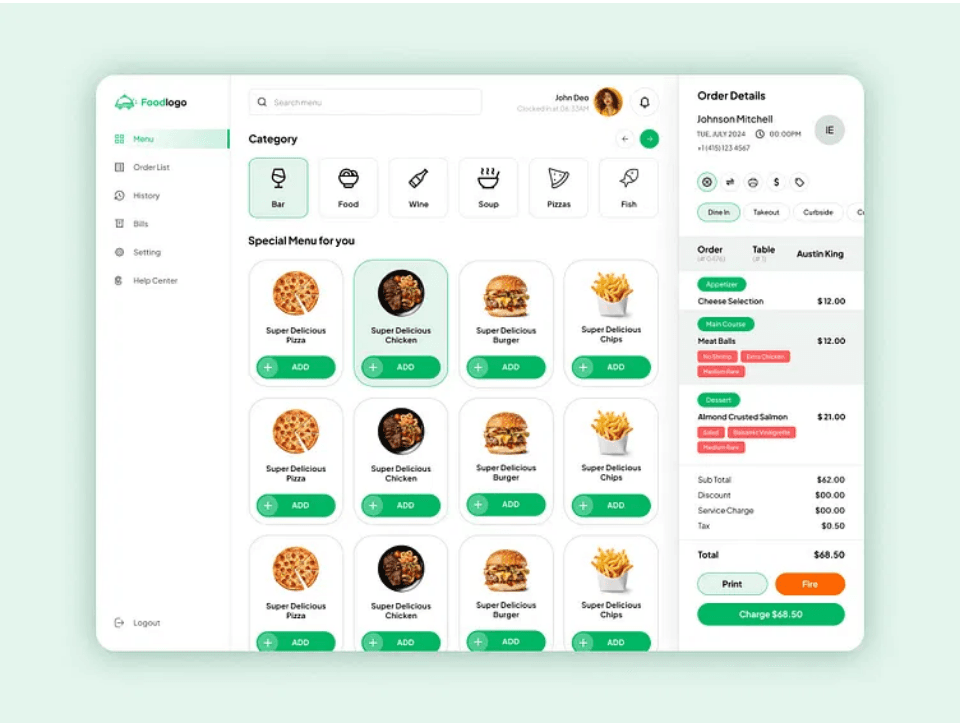 Foodlogo
Menu
Order List
History
Bills
Setting
Help Center
Logout
Search menu
John Deo
Clocked in at 06:33AM
Category
Bar
Food
Wine
Soup
Pizzas
Fish
Special Menu for you
Super Delicious
Pizza
ADD
Super Delicious
Chicken
ADD
Super Delicious
Burger
ADD
Super Delicious
Chips
ADD
Super Delicious
Pizza
ADD
Super Delicious
Chicken
ADD
Super Delicious
Burger
ADD
Super Delicious
Chips
ADD
Super Delicious
Pizza
ADD
Super Delicious
Chicken
ADD
Super Delicious
Burger
ADD
Super Delicious
Chips
ADD
Order Details
Johnson Mitchell
TUE, JULY 2024 00:00PM
+1 (415) 123 4567
IE
$
Dine In
Takeout
Curbside
Order Table Austin King
Appetizer
Cheese Selection $12.00
Main Course
Meat Balls $12.00
No Shrimp Extra Chicken
Medium Rare
Dessert
Almond Crusted Salmon $21.00
Salad Balsamic Vinaigrette
Medium Rare
Sub Total $62.00
Discount $00.00
Service Charge $00.00
Tax $0.50
Total $68.50
Print
Fire
Charge $68.50